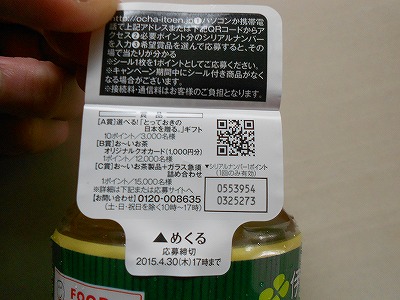 http://ocha-itoen.jp ❶パソコンか携帯電
話で上記アドレスまたは下記QRコードからア
クセス❷必要ポイント分のシリアルナンバー
を入力❸希望賞品を選んで応募すると、その
場で当たりが分かる
※シール1枚を1ポイントとしてご応募ください。
※キャンペーン期間中にシール付き商品がなく
なる場合がございます。
※接続料・通信料はお客様のご負担となります。
賞品
[A賞]選べる!「とっておきの
日本を贈る。」ギフト
10ポイント/3,000名様
[B賞]お~いお茶
オリジナルクオカード(1,000円分)
1ポイント/12,000名様
[C賞]お~いお茶製品+ガラス急須
詰め合わせ
1ポイント/15,000名様
※詳細は下記または応募サイトへ
【お問い合わせ】0120-008635
(土・日・祝日を除く10時~17時)
▼シリアルナンバー1ポイント
(1回のみ有効)
0553954
0325273
▲めくる
応募締切
2015.4.30(木)17時まで
FOOD